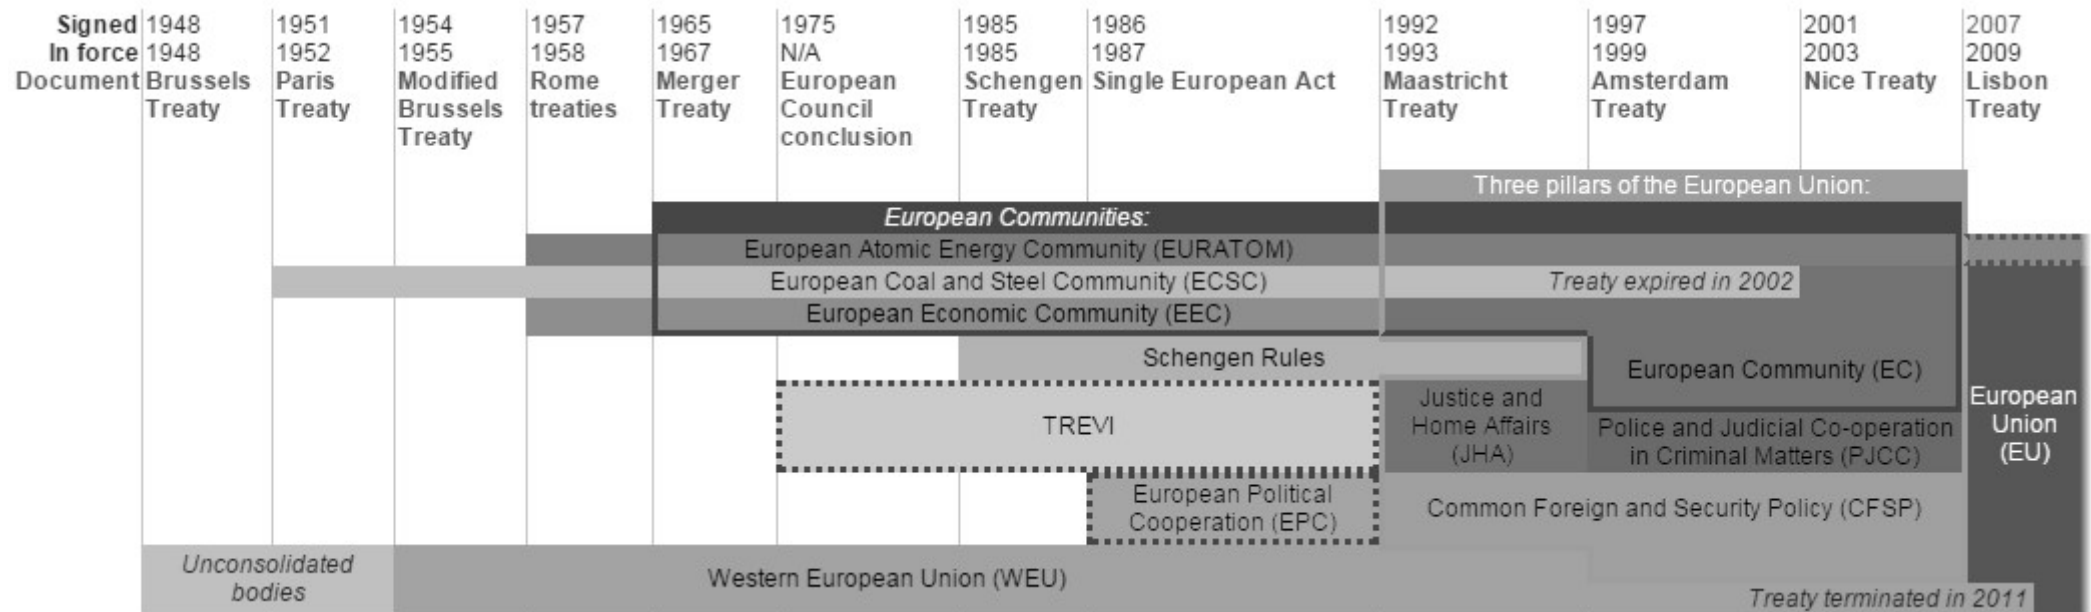 Signed 1948 1951 1954 1957 1965 1975 1985 1986 1992 1997 2001 2007
In force 1948 1952 1955 1958 1967 N/A 1985 1987 1993 1999 2003 2009
Document Brussels Paris Modified Rome Merger European Schengen Single European Act Maastricht Amsterdam Nice Treaty Lisbon
Treaty Treaty Brussels treaties Treaty Council Treaty Treaty Treaty Treaty
Treaty conclusion
Three pillars of the European Union:
European Communities:
European Atomic Energy Community (EURATOM)
European Coal and Steel Community (ECSC) Treaty expired in 2002
European Economic Community (EEC)
Schengen Rules
European Community (EC)
TREVI
Justice and
Home Affairs
(JHA)
Police and Judicial Co-operation
in Criminal Matters (PJCC)
European
Union
(EU)
European Political
Cooperation (EPC)
Common Foreign and Security Policy (CFSP)
Unconsolidated
bodies
Western European Union (WEU)
Treaty terminated in 2011